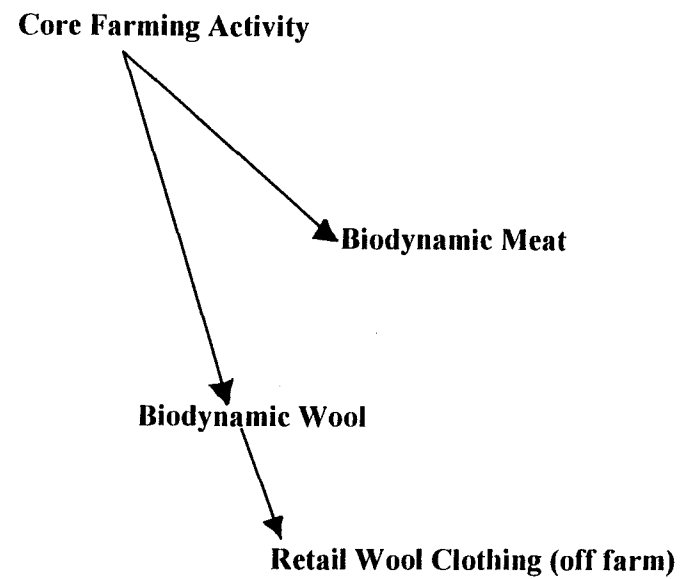 Core Farming Activity
Biodynamic Meat
Biodynamic Wool
Retail Wool Clothing (off farm)